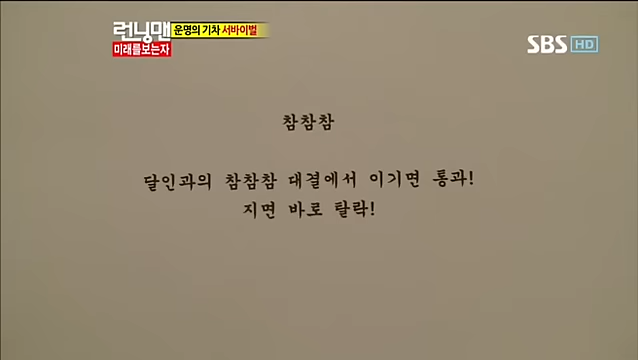 런닝맨
운명의 기차 서바이벌
미래를보는자
SBS HD
참참참
달인과의 참참참 대결에서 이기면 통과!
지면 바로 탈락!